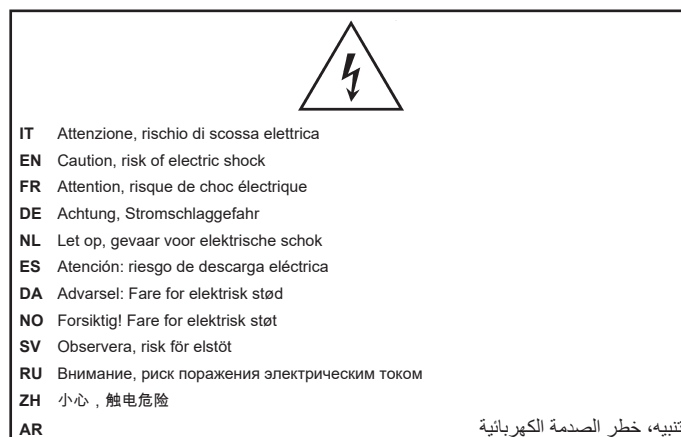 IT Attenzione, rischio di scossa elettrica
EN Caution, risk of electric shock
FR Attention, risque de choc électrique
DE Achtung, Stromschlaggefahr
NL Let op, gevaar voor elektrische schok
ES Atención: riesgo de descarga eléctrica
DA Advarsel: Fare for elektrisk stød
NO Forsiktig! Fare for elektrisk støt
SV Observera, risk för elstöt
RU Внимание, риск поражения электрическим током
ZH 小心，触电危险
AR تنبيه، خطر الصدمة الكهربائية